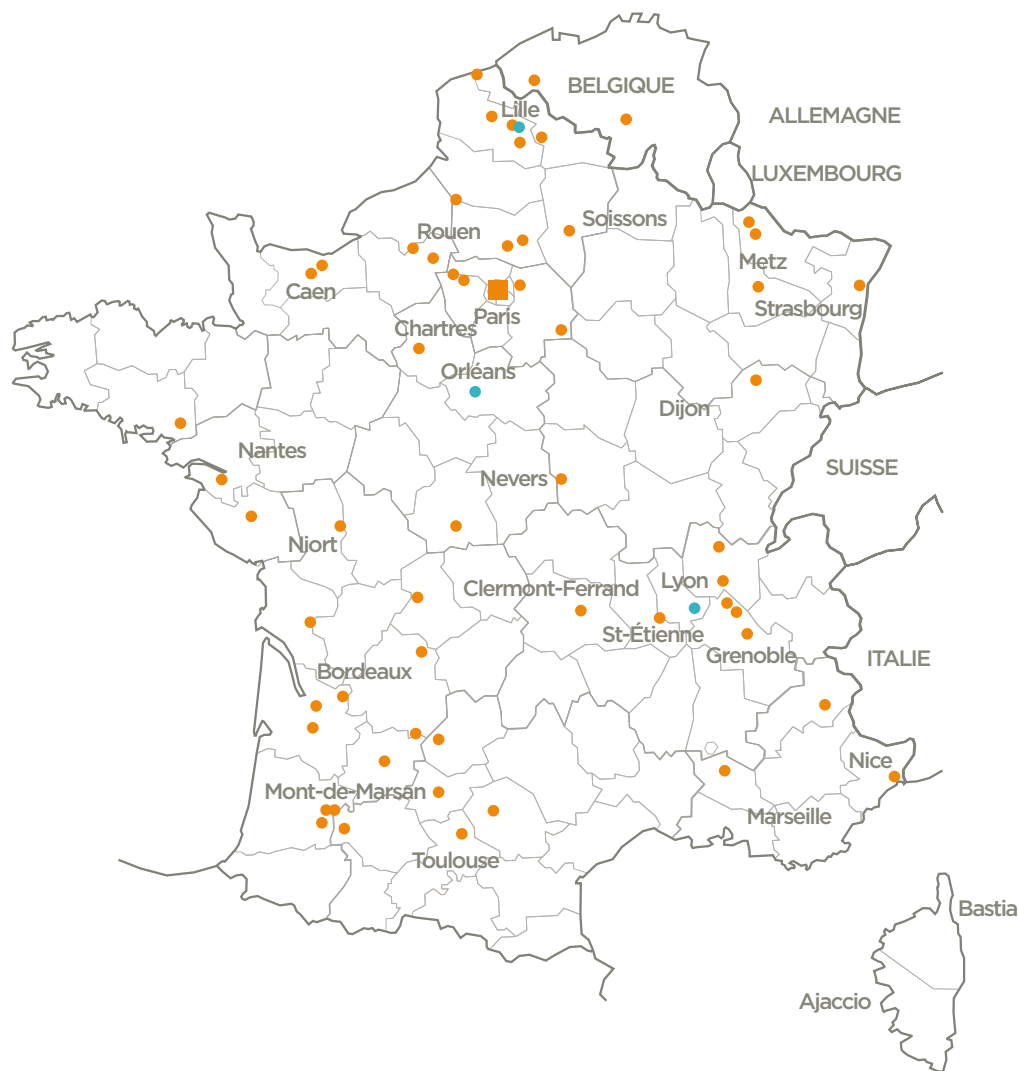 BELGIQUE
Lille
ALLEMAGNE
LUXEMBOURG
Soissons
Rouen
Metz
Caen
Strasbourg
Paris
Chartres
Orléans
Dijon
Nantes
SUISSE
Nevers
Niort
Lyon
Clermont-Ferrand
St-Étienne
Grenoble
ITALIE
Bordeaux
Nice
Mont-de-Marsan
Marseille
Toulouse
Bastia
Ajaccio